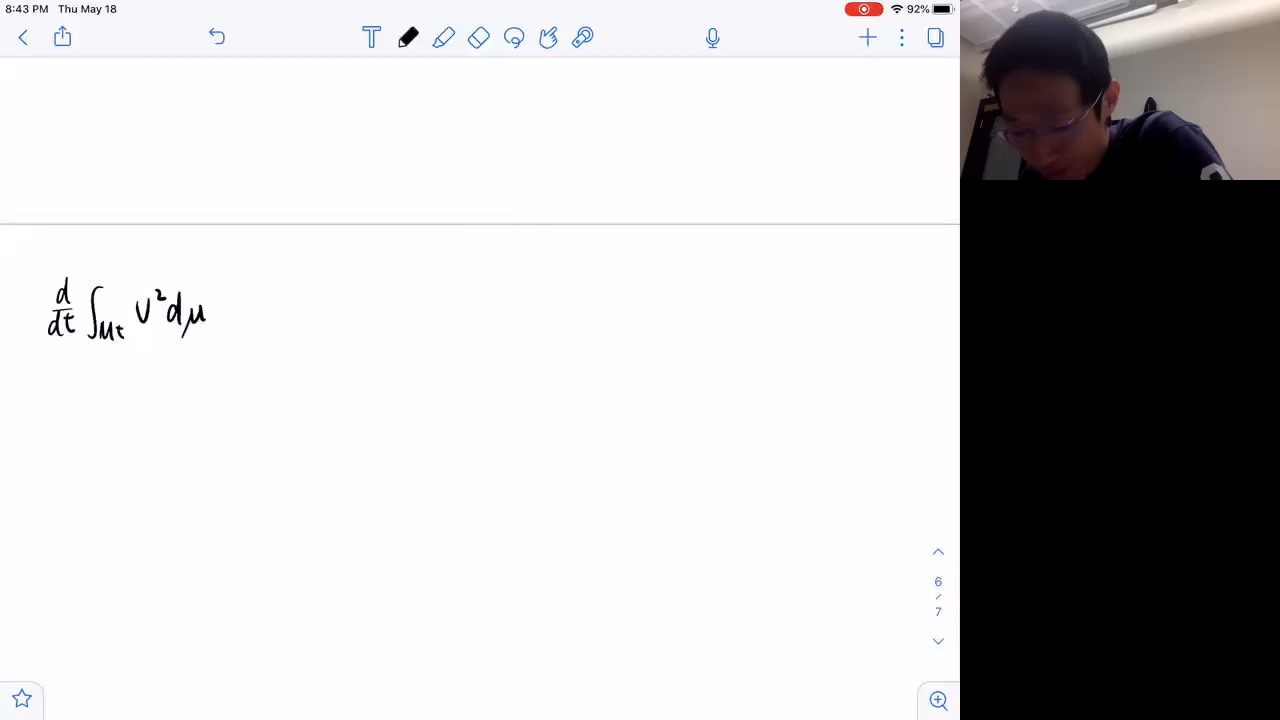 8:43 PM Thu May 18
92%
d/dt ∫_{M_t} v² dμ
6
/
7